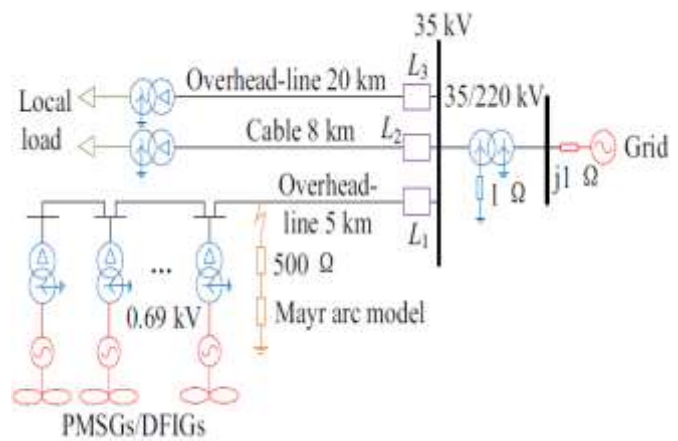 35 kV
Overhead-line 20 km
L3
Local
load
35/220 kV
Cable 8 km
L2
Grid
Overhead-
line 5 km
1 Ω
j1 Ω
L1
500 Ω
...
0.69 kV
Mayr arc model
PMSGs/DFIGs